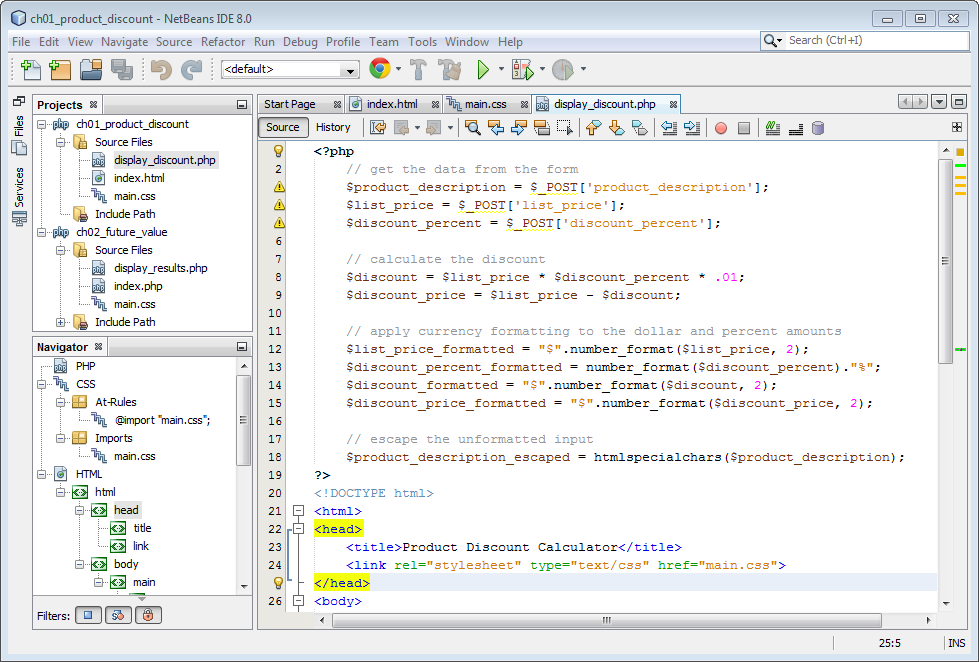 ch01_product_discount - NetBeans IDE 8.0
File Edit View Navigate Source Refactor Run Debug Profile Team Tools Window Help
Search (Ctrl+I)
<default>
Files
Services
Projects
ch01_product_discount
Source Files
display_discount.php
index.html
main.css
Include Path
ch02_future_value
Source Files
display_results.php
index.php
main.css
Include Path
Navigator
PHP
CSS
At-Rules
@import "main.css";
Imports
main.css
HTML
html
head
title
link
body
main
Filters:
Start Page index.html main.css display_discount.php
Source History
<?php
2 // get the data from the form
$product_description = $_POST['product_description'];
$list_price = $_POST['list_price'];
$discount_percent = $_POST['discount_percent'];
6
7 // calculate the discount
8 $discount = $list_price * $discount_percent * .01;
9 $discount_price = $list_price - $discount;
10
11 // apply currency formatting to the dollar and percent amounts
12 $list_price_formatted = "$".number_format($list_price, 2);
13 $discount_percent_formatted = number_format($discount_percent)."%";
14 $discount_formatted = "$".number_format($discount, 2);
15 $discount_price_formatted = "$".number_format($discount_price, 2);
16
17 // escape the unformatted input
18 $product_description_escaped = htmlspecialchars($product_description);
19 ?>
20 <!DOCTYPE html>
21 <html>
22 <head>
23 <title>Product Discount Calculator</title>
24 <link rel="stylesheet" type="text/css" href="main.css">
</head>
26 <body>
25:5 INS